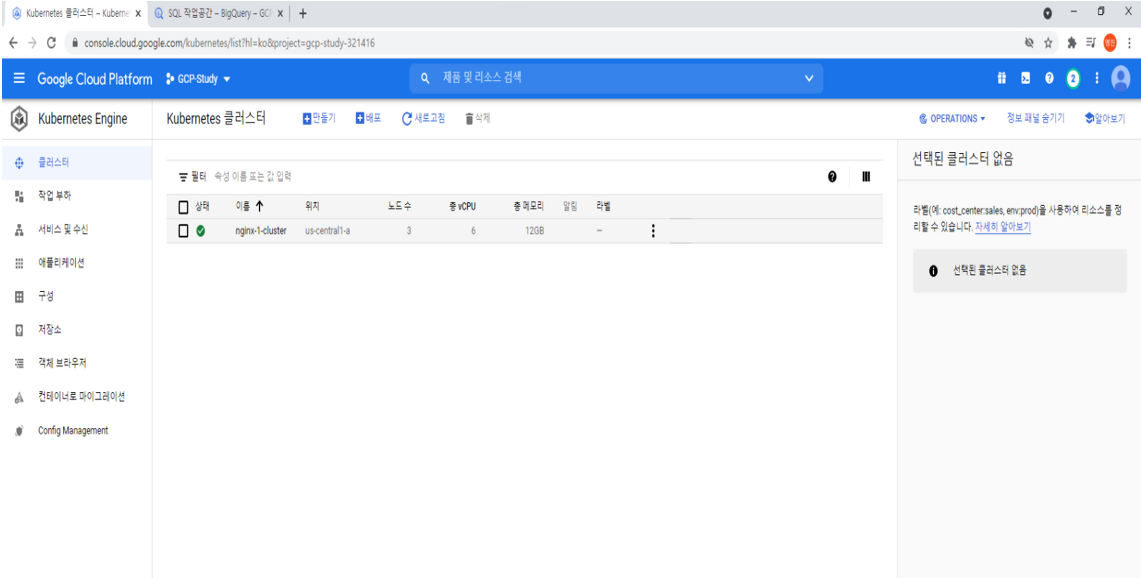 Kubernetes 클러스터 – Kuberne
SQL 작업공간 – BigQuery – GC
console.cloud.google.com/kubernetes/list?hl=ko&project=gcp-study-321416
Google Cloud Platform GCP-Study 제품 및 리소스 검색 2
Kubernetes Engine
Kubernetes 클러스터 만들기 배포 새로고침 삭제
OPERATIONS 정보 패널 숨기기 알아보기
클러스터
작업 부하
서비스 및 수신
애플리케이션
구성
저장소
객체 브라우저
컨테이너로 마이그레이션
Config Management
필터 속성 이름 또는 값 입력
상태 이름 위치 노드 수 총 vCPU 총 메모리 알림 라벨
nginx-1-cluster us-central1-a 3 6 12GB –
선택된 클러스터 없음
라벨(예: cost_center:sales, env:prod)을 사용하여 리소스를 정
리할 수 있습니다. 자세히 알아보기
선택된 클러스터 없음